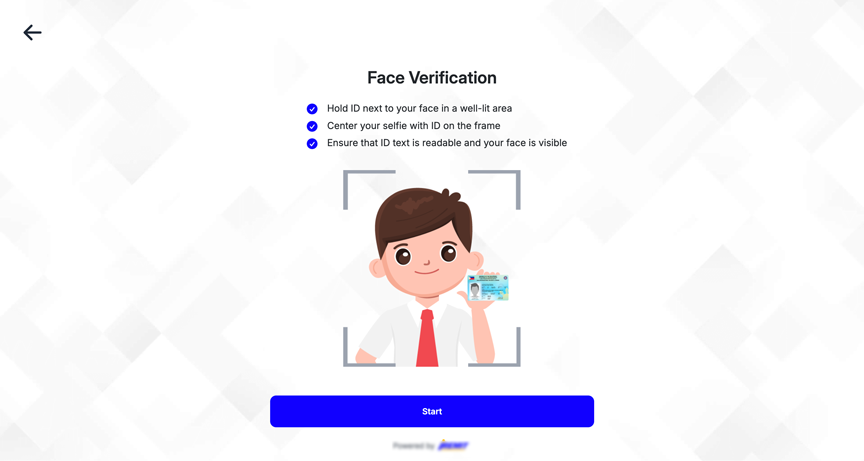 Face Verification
Hold ID next to your face in a well-lit area
Center your selfie with ID on the frame
Ensure that ID text is readable and your face is visible
Start
Powered by